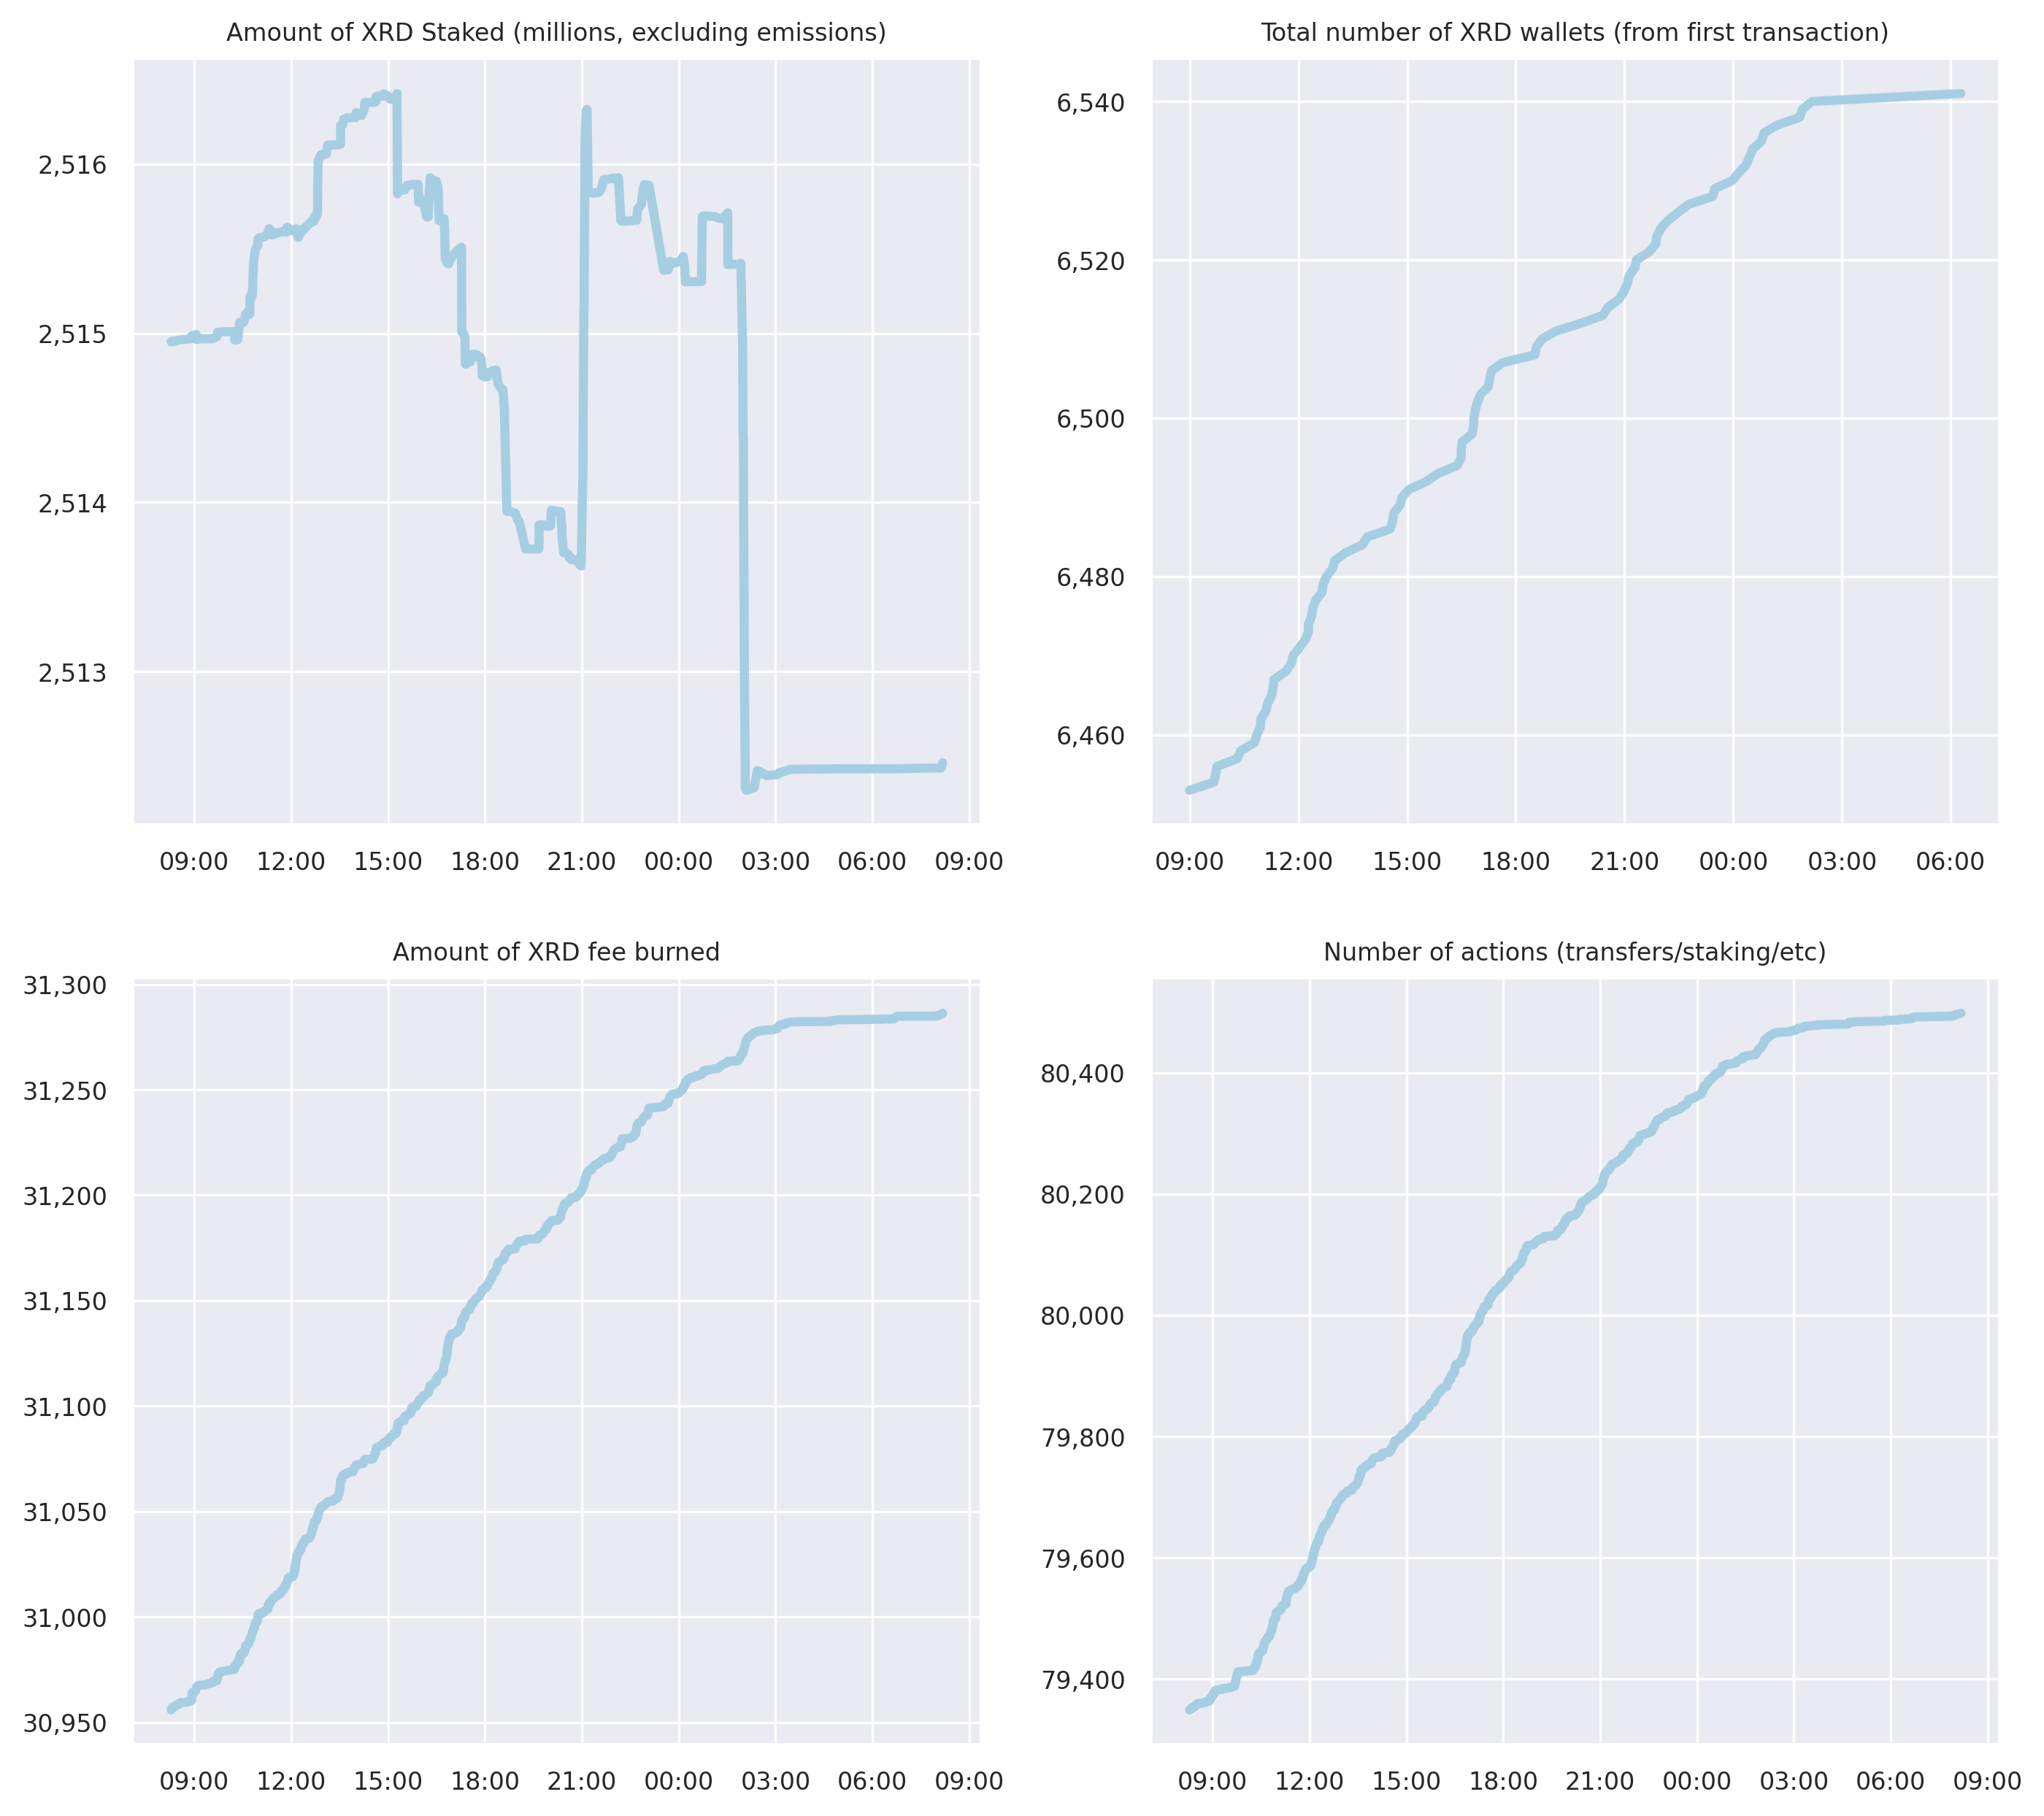 Amount of XRD Staked (millions, excluding emissions)
2,516
2,515
2,514
2,513
09:00 12:00 15:00 18:00 21:00 00:00 03:00 06:00 09:00
Total number of XRD wallets (from first transaction)
6,540
6,520
6,500
6,480
6,460
09:00 12:00 15:00 18:00 21:00 00:00 03:00 06:00
Amount of XRD fee burned
31,300
31,250
31,200
31,150
31,100
31,050
31,000
30,950
09:00 12:00 15:00 18:00 21:00 00:00 03:00 06:00 09:00
Number of actions (transfers/staking/etc)
80,400
80,200
80,000
79,800
79,600
79,400
09:00 12:00 15:00 18:00 21:00 00:00 03:00 06:00 09:00